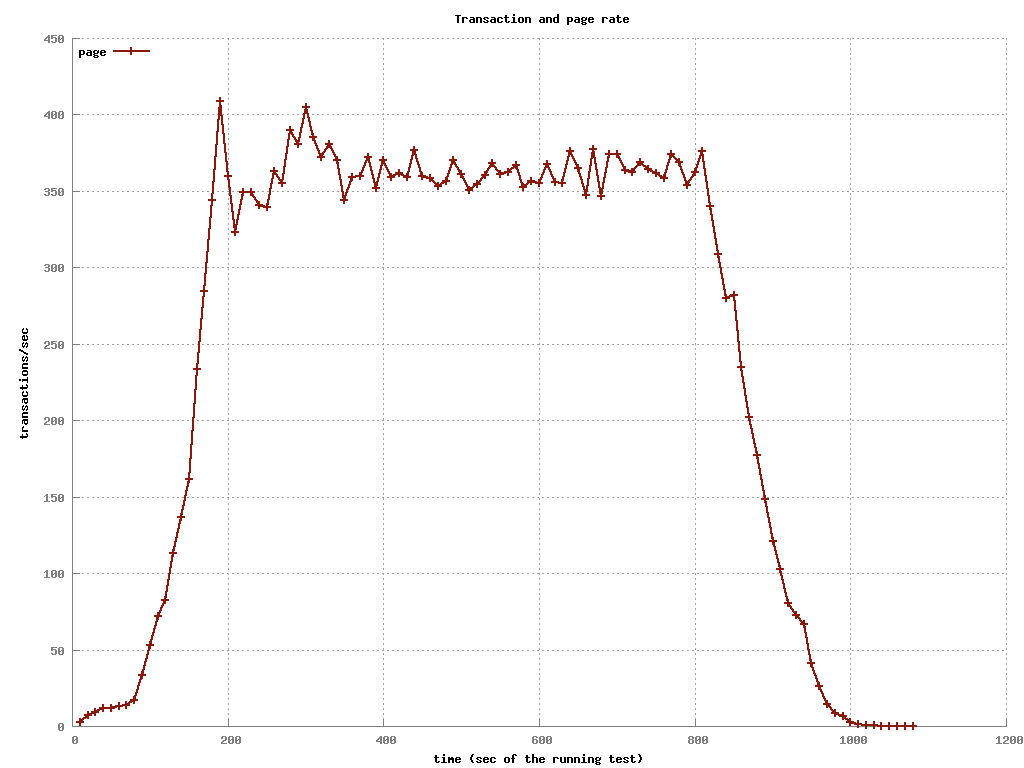 Transaction and page rate
450
page
400
350
300
250
200
150
100
50
0
transactions/sec
0 200 400 600 800 1000 1200
time (sec of the running test)